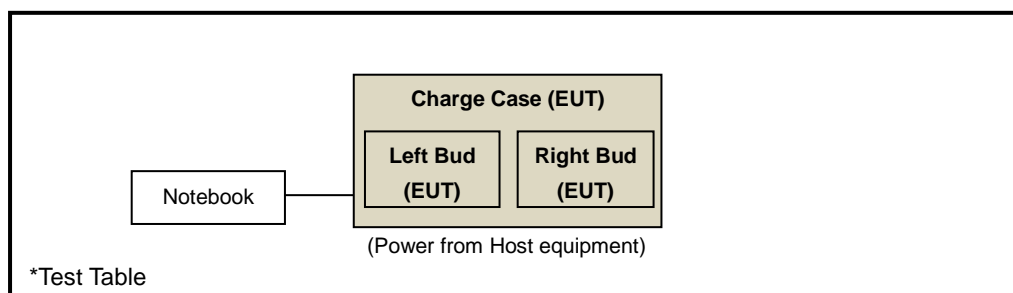 Charge Case (EUT)
Left Bud
(EUT)
Right Bud
(EUT)
Notebook
(Power from Host equipment)
*Test Table